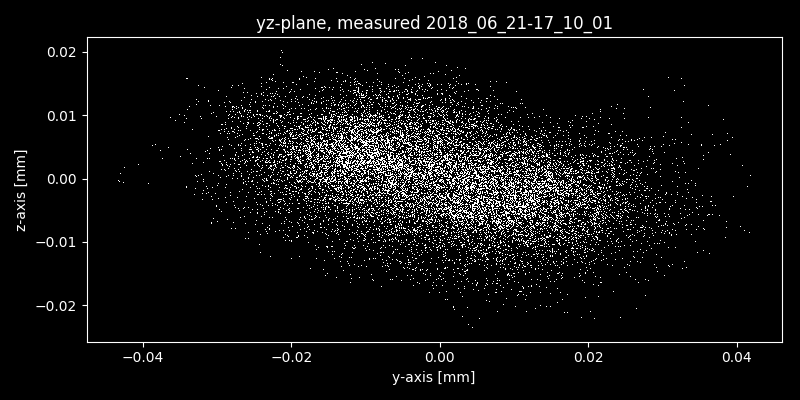 yz-plane, measured 2018_06_21-17_10_01
0.02
0.01
0.00
−0.01
−0.02
z-axis [mm]
−0.04 −0.02 0.00 0.02 0.04
y-axis [mm]